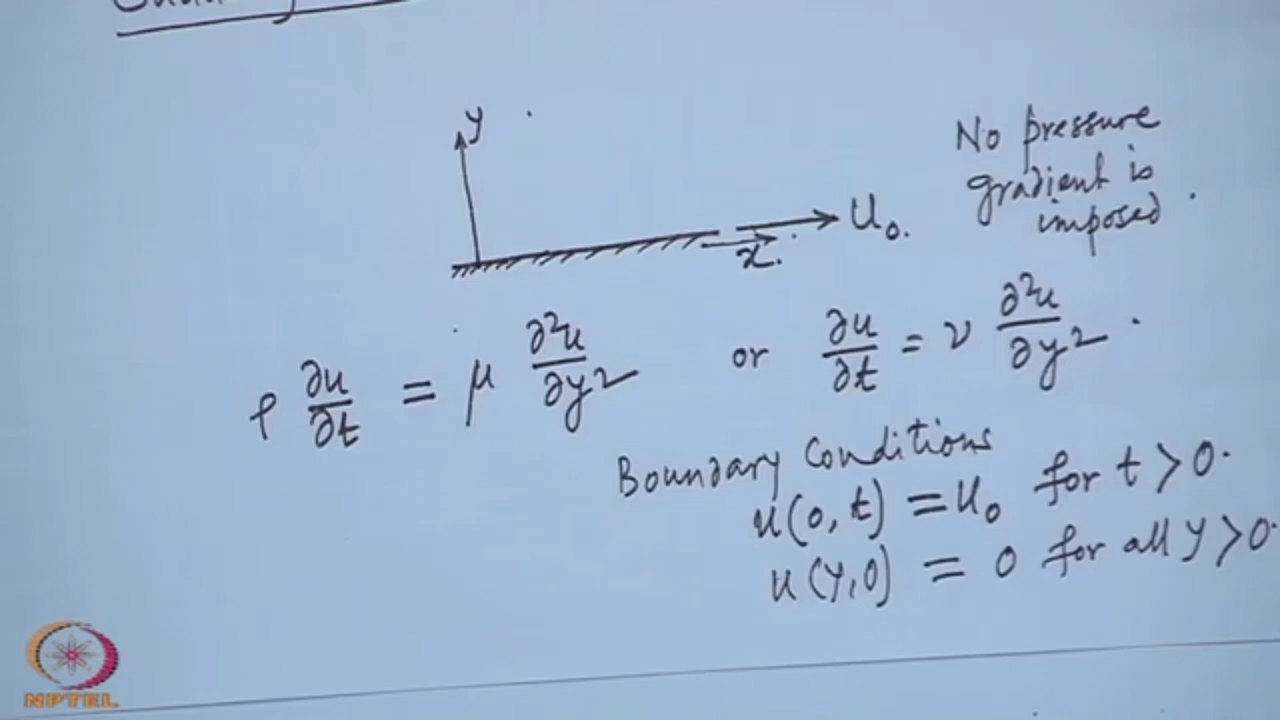 y
No pressure
gradient is
imposed.
U₀.
x.
ρ ∂u/∂t = μ ∂²u/∂y² or ∂u/∂t = ν ∂²u/∂y².
Boundary Conditions
u(0, t) = U₀ for t > 0.
u(y, 0) = 0 for all y > 0.
NPTEL